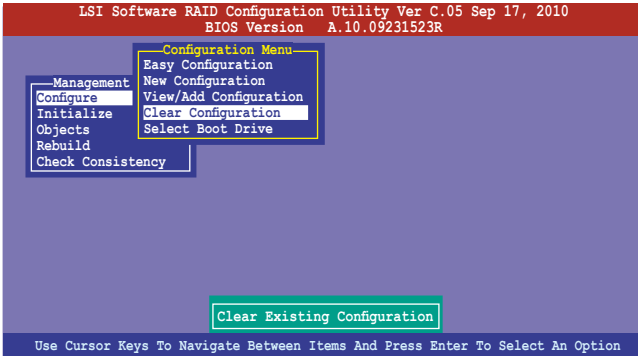 LSI Software RAID Configuration Utility Ver C.05 Sep 17, 2010
BIOS Version A.10.09231523R
Configuration Menu
Easy Configuration
New Configuration
View/Add Configuration
Clear Configuration
Select Boot Drive
Management
Configure
Initialize
Objects
Rebuild
Check Consistency
Clear Existing Configuration
Use Cursor Keys To Navigate Between Items And Press Enter To Select An Option